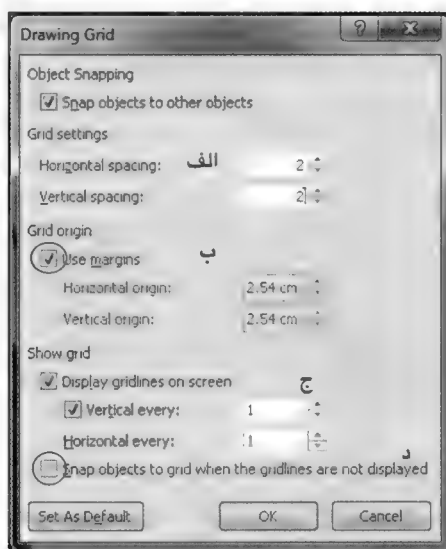 Drawing Grid
Object Snapping
Snap objects to other objects
Grid settings
Horizontal spacing: الف 2
Vertical spacing: 2
Grid origin
Use margins ب
Horizontal origin: 2.54 cm
Vertical origin: 2.54 cm
Show grid
Display gridlines on screen ج
Vertical every: 1
Horizontal every: 1
د
Snap objects to grid when the gridlines are not displayed
Set As Default OK Cancel